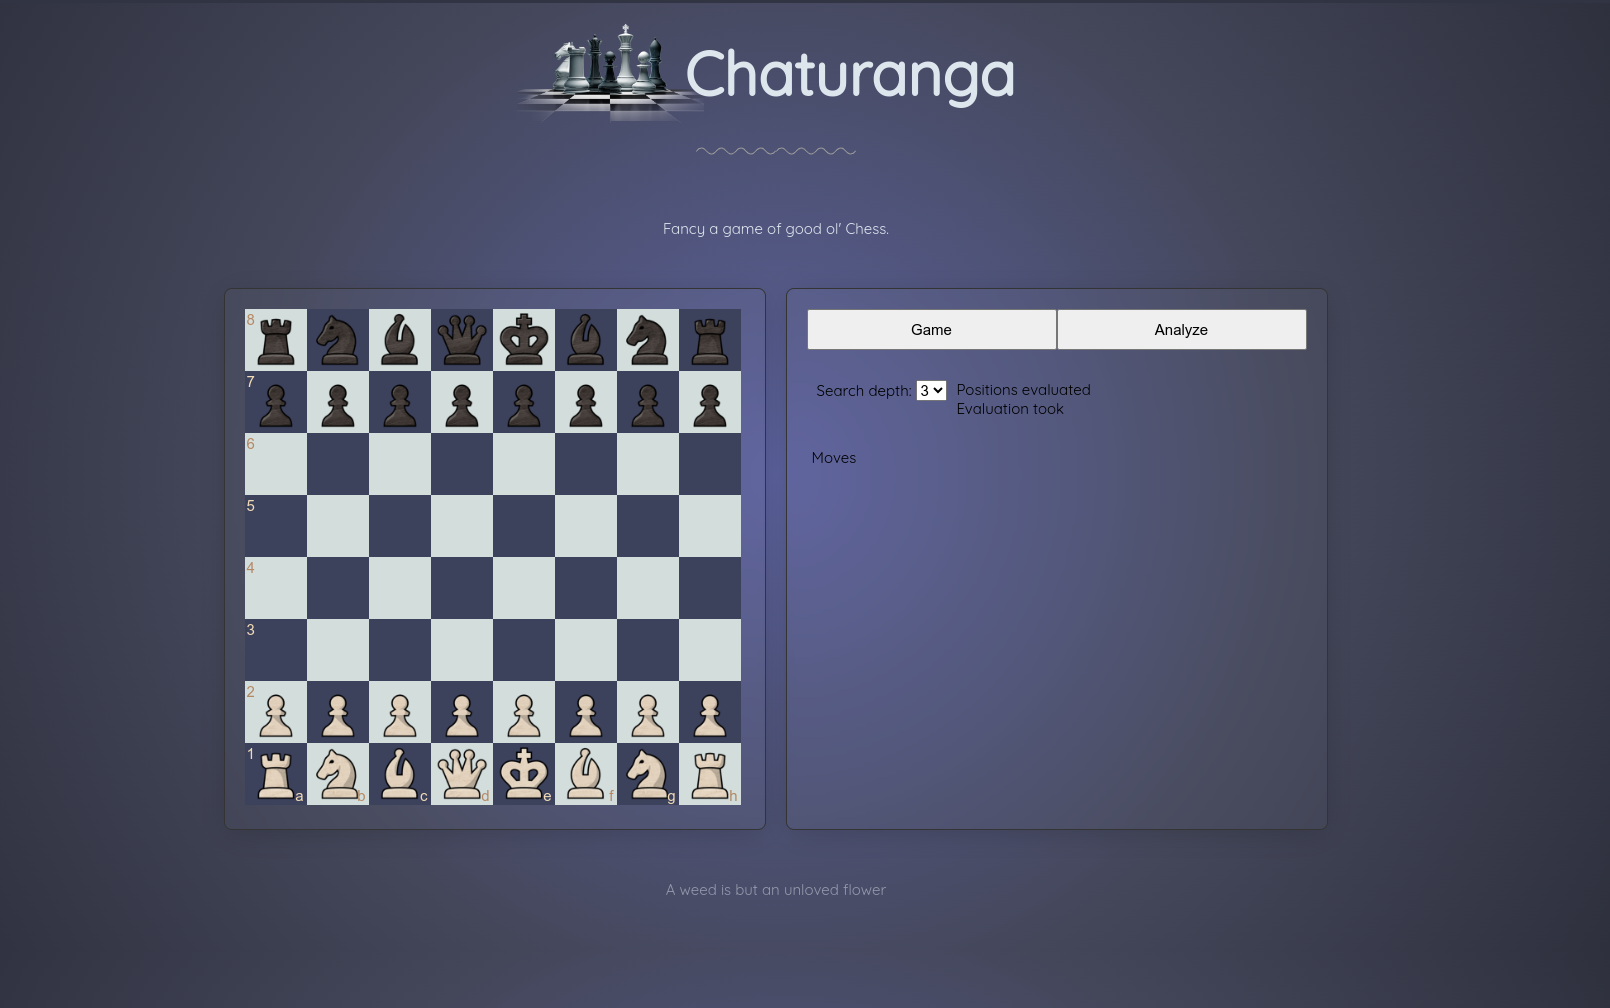 Chaturanga
Fancy a game of good ol' Chess.
8
7
6
5
4
3
2
1
a b c d e f g h
Game Analyze
Search depth: 3 Positions evaluated
Evaluation took
Moves
A weed is but an unloved flower